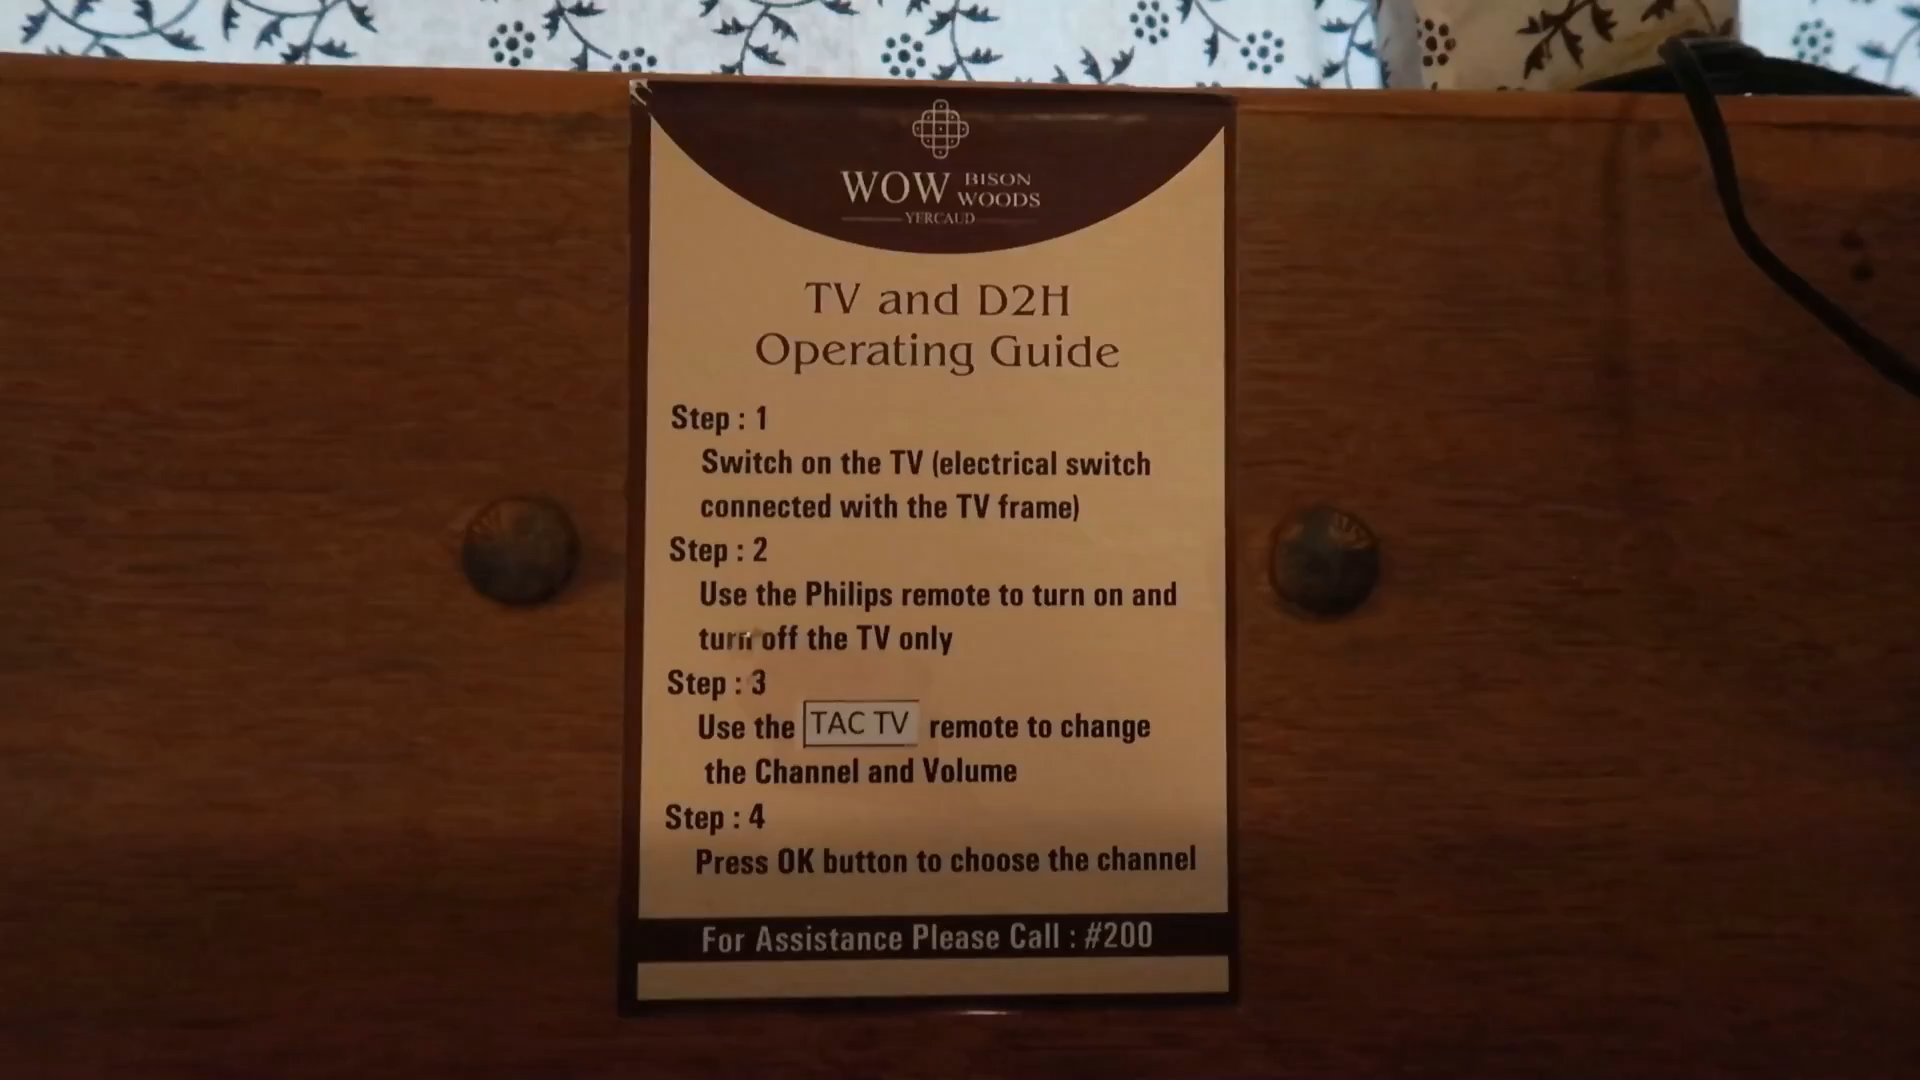 WOW BISON WOODS
YERCAUD
TV and D2H
Operating Guide
Step : 1
Switch on the TV (electrical switch
connected with the TV frame)
Step : 2
Use the Philips remote to turn on and
turn off the TV only
Step : 3
Use the TAC TV remote to change
the Channel and Volume
Step : 4
Press OK button to choose the channel
For Assistance Please Call : #200